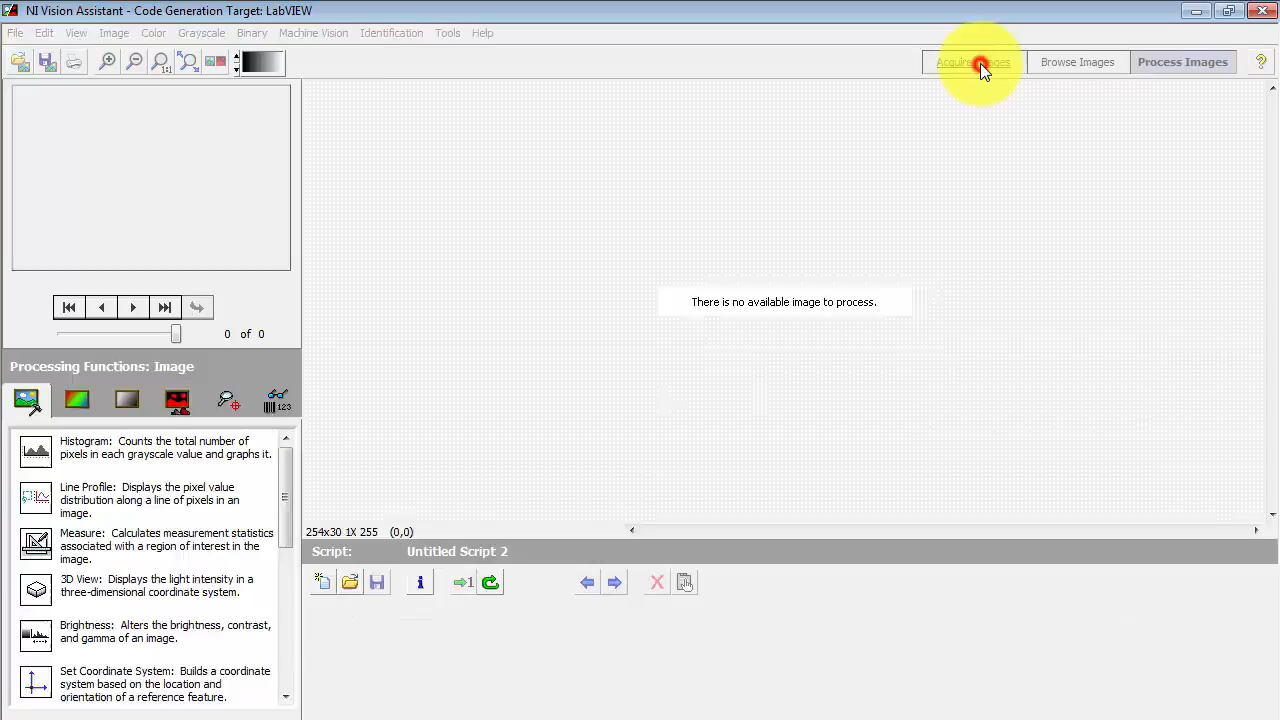 NI Vision Assistant - Code Generation Target: LabVIEW
File Edit View Image Color Grayscale Binary Machine Vision Identification Tools Help
1:1
Acquire Images Browse Images Process Images ?
There is no available image to process.
0 of 0
Processing Functions: Image
123
Histogram: Counts the total number of
pixels in each grayscale value and graphs it.
Line Profile: Displays the pixel value
distribution along a line of pixels in an
image.
Measure: Calculates measurement statistics
associated with a region of interest in the
image.
3D View: Displays the light intensity in a
three-dimensional coordinate system.
Brightness: Alters the brightness, contrast,
and gamma of an image.
Set Coordinate System: Builds a coordinate
system based on the location and
orientation of a reference feature.
254x30 1X 255 (0,0)
Script: Untitled Script 2
1